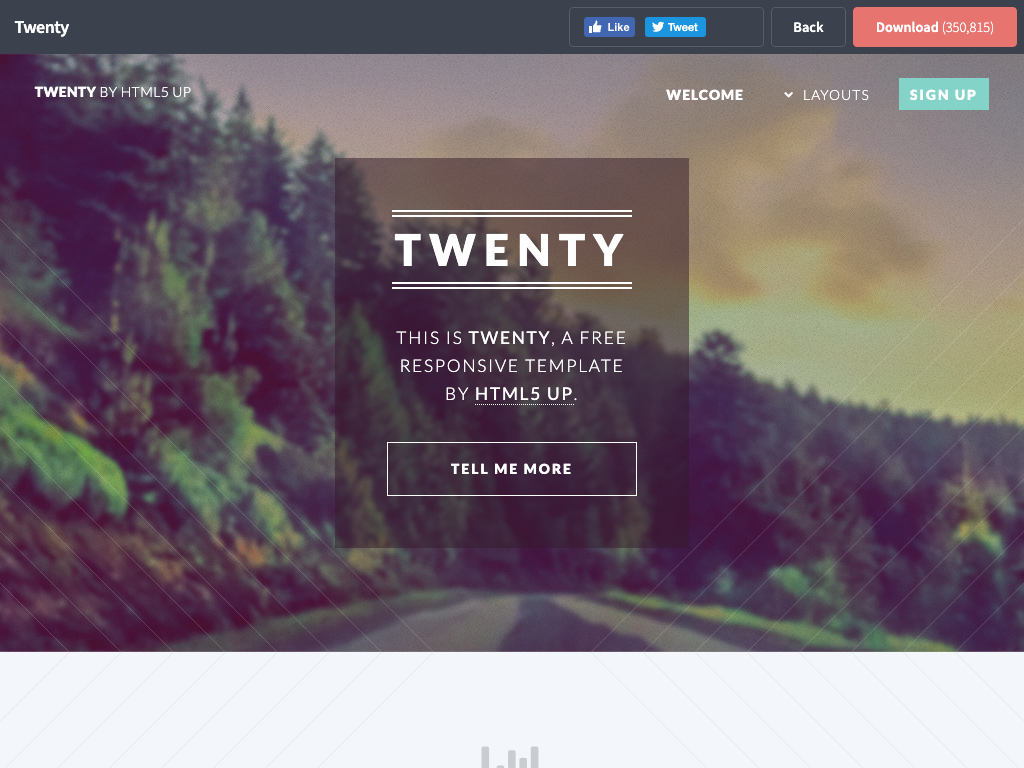 Twenty
Like
Tweet
Back
Download (350,815)
TWENTY BY HTML5 UP
WELCOME
LAYOUTS
SIGN UP
TWENTY
THIS IS TWENTY, A FREE
RESPONSIVE TEMPLATE
BY HTML5 UP.
TELL ME MORE